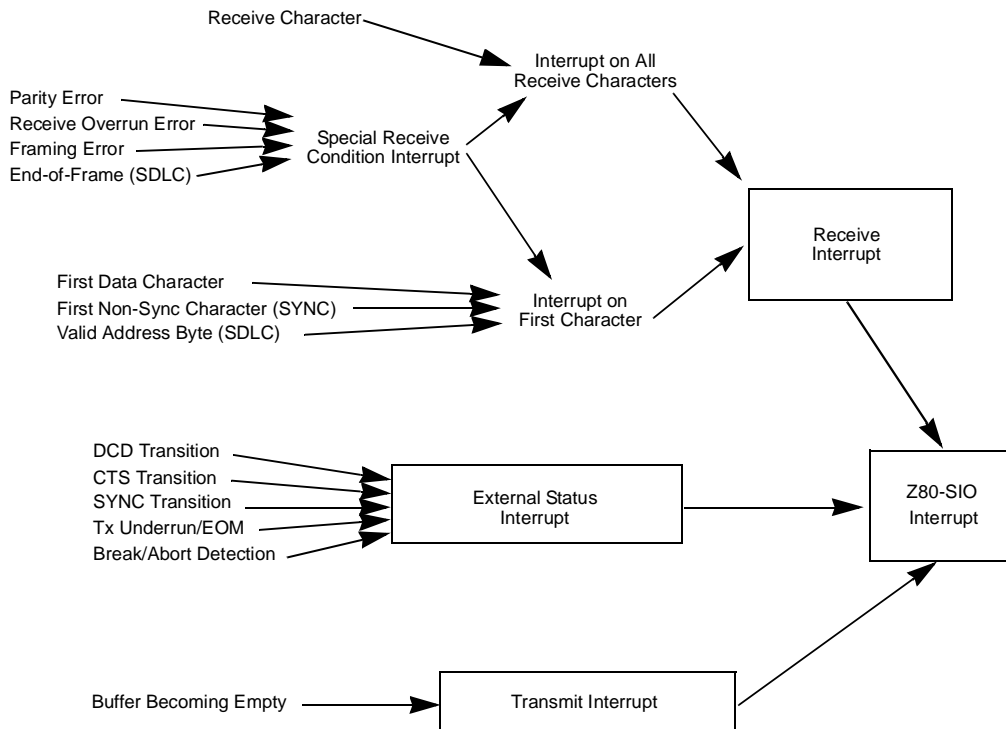 Receive Character
Interrupt on All
Receive Characters
Parity Error
Receive Overrun Error
Framing Error
End-of-Frame (SDLC)
Special Receive
Condition Interrupt
Receive
Interrupt
First Data Character
First Non-Sync Character (SYNC)
Valid Address Byte (SDLC)
Interrupt on
First Character
DCD Transition
CTS Transition
SYNC Transition
Tx Underrun/EOM
Break/Abort Detection
External Status
Interrupt
Z80-SIO
Interrupt
Buffer Becoming Empty
Transmit Interrupt